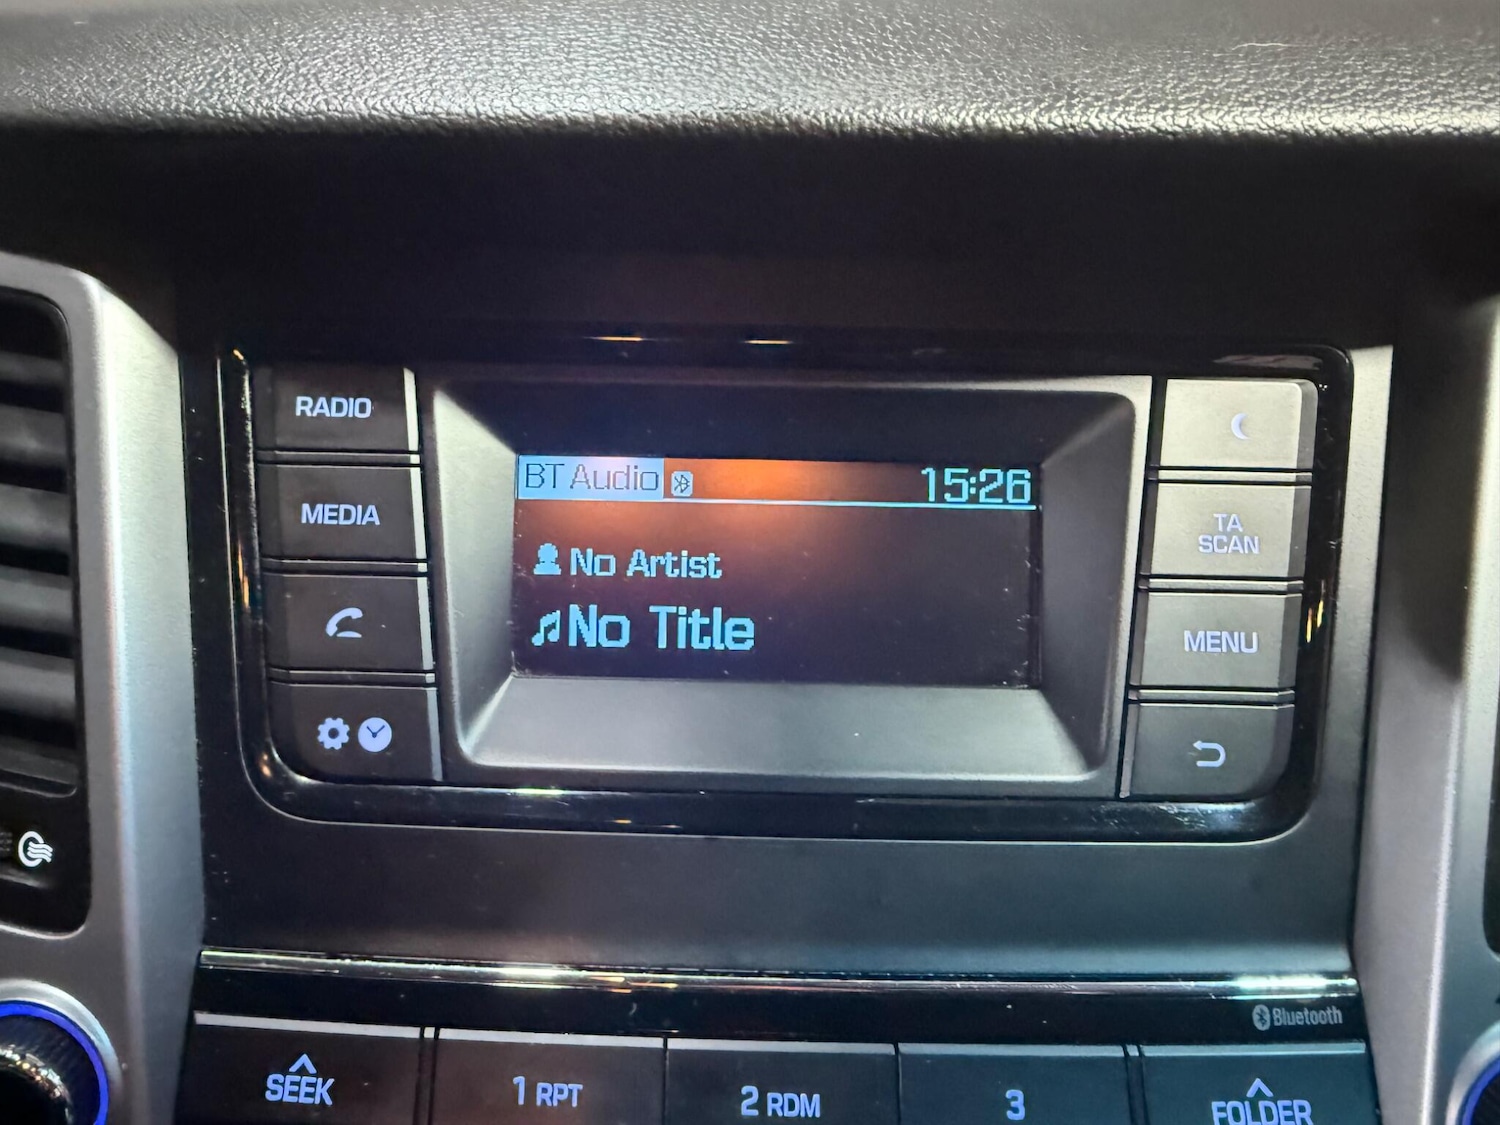 RADIO
MEDIA
BT Audio
15:26
No Artist
No Title
TA
SCAN
MENU
Bluetooth
SEEK
1 RPT
2 RDM
3
FOLDER